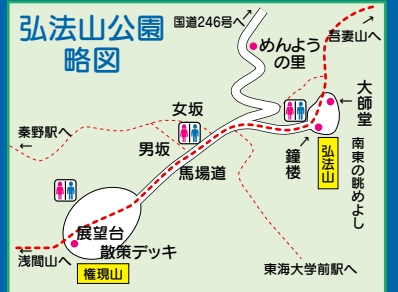 弘法山公園
略図
国道246号へ
吾妻山へ
めんよう
の里
大師堂
←
女坂
秦野駅へ
←
男坂
鐘楼
弘法山
南東の眺めよし
馬場道
展望台
散策デッキ
←
浅間山へ
権現山
東海大学前駅へ